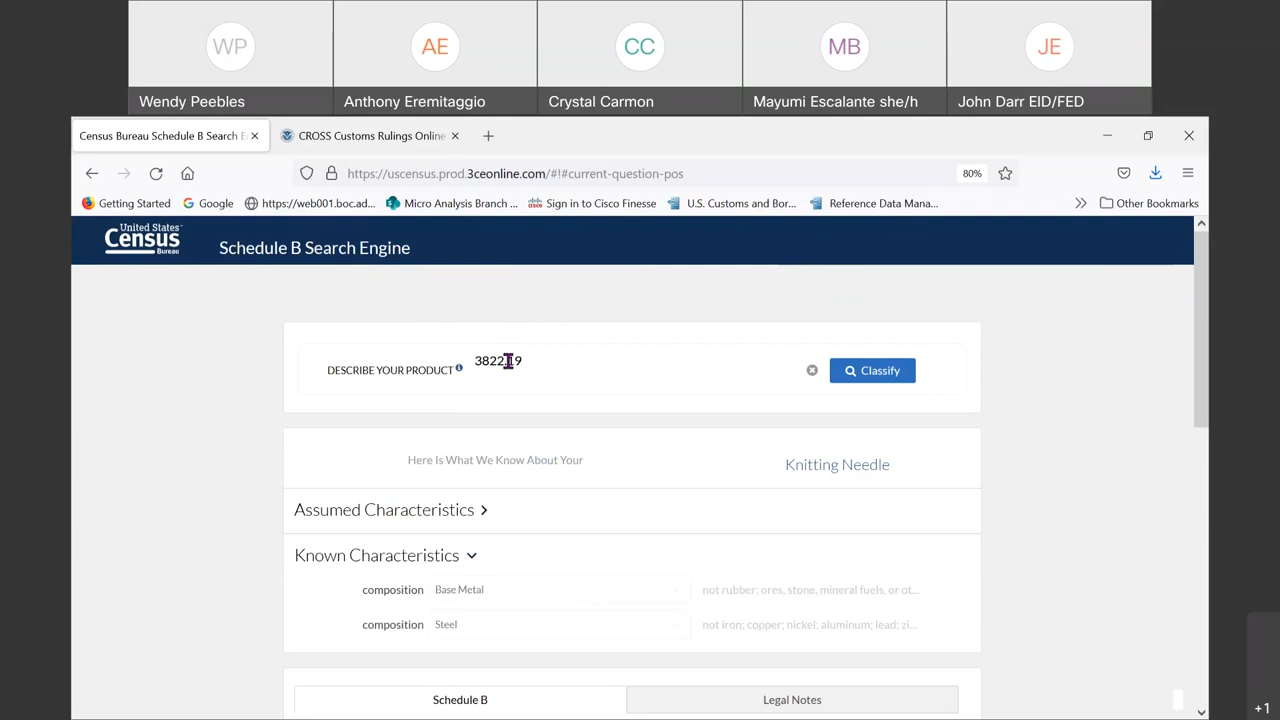 WP
AE
CC
MB
JE
Wendy Peebles
Anthony Eremitaggio
Crystal Carmon
Mayumi Escalante she/h
John Darr EID/FED
Census Bureau Schedule B Search E
CROSS Customs Rulings Online
https://uscensus.prod.3ceonline.com/#!#current-question-pos
80%
Getting Started
Google
https://web001.boc.ad...
Micro Analysis Branch ...
Sign in to Cisco Finesse
U.S. Customs and Bor...
Reference Data Mana...
Other Bookmarks
United States
Census
Bureau
Schedule B Search Engine
DESCRIBE YOUR PRODUCT
3822.19
Classify
Here Is What We Know About Your
Knitting Needle
Assumed Characteristics
Known Characteristics
composition
Base Metal
not rubber; ores, stone, mineral fuels, or ot...
composition
Steel
not iron; copper; nickel; aluminum; lead; zi...
Schedule B
Legal Notes
+1